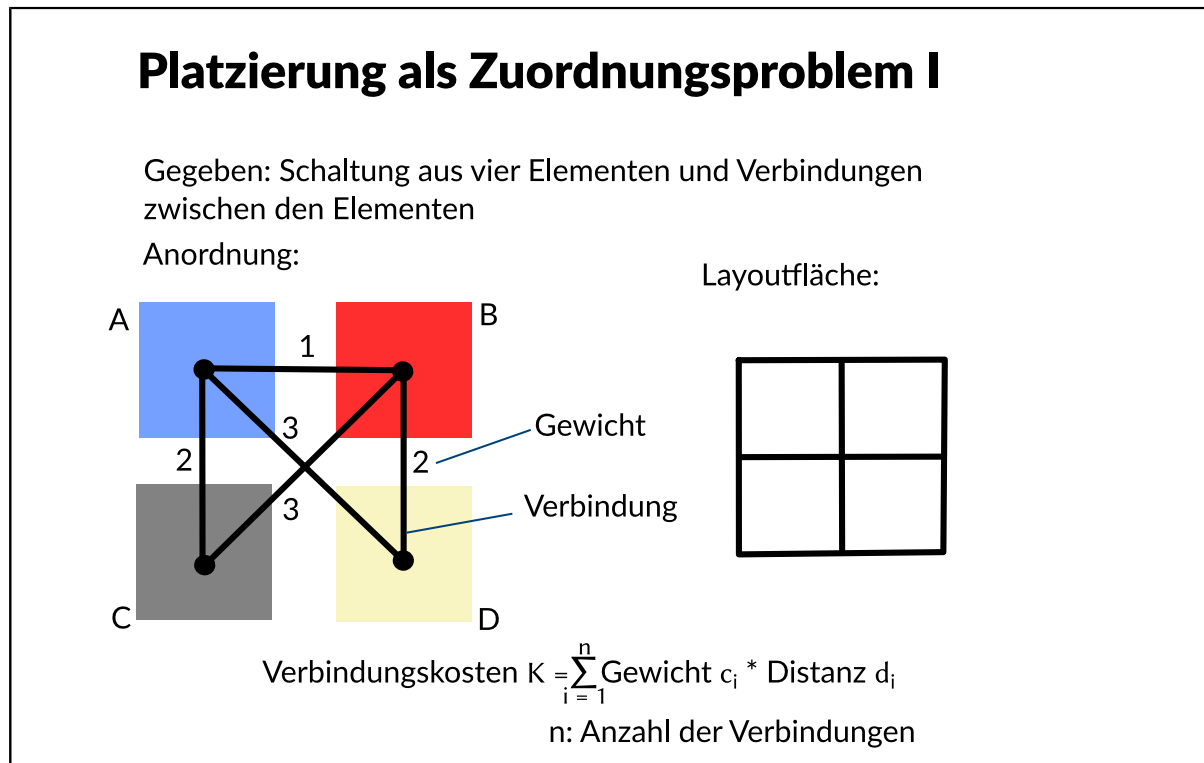 Platzierung als Zuordnungsproblem I
Gegeben: Schaltung aus vier Elementen und Verbindungen
zwischen den Elementen
Anordnung:
Layoutfläche:
A
B
1
3
Gewicht
2
2
3
Verbindung
C
D
Verbindungskosten K = n ∑ i = 1 Gewicht cᵢ * Distanz dᵢ
n: Anzahl der Verbindungen